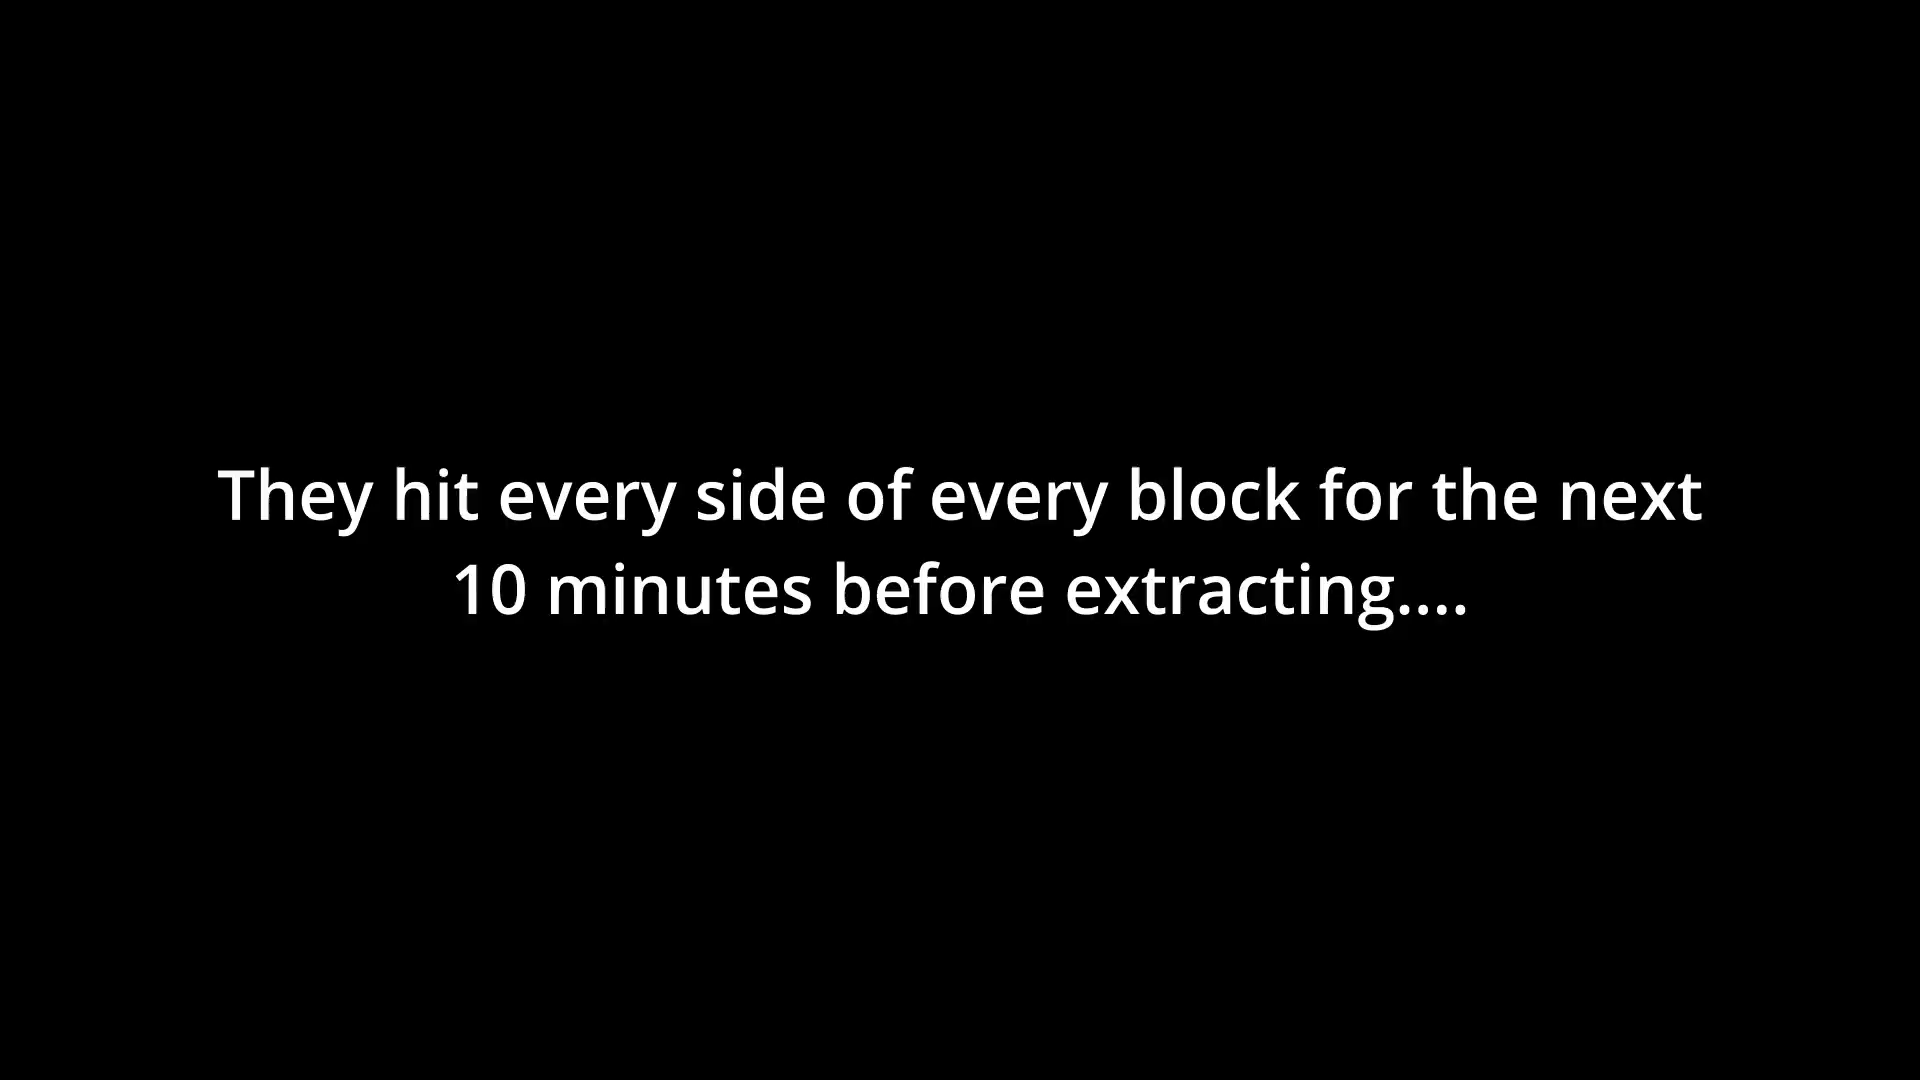 They hit every side of every block for the next
10 minutes before extracting....